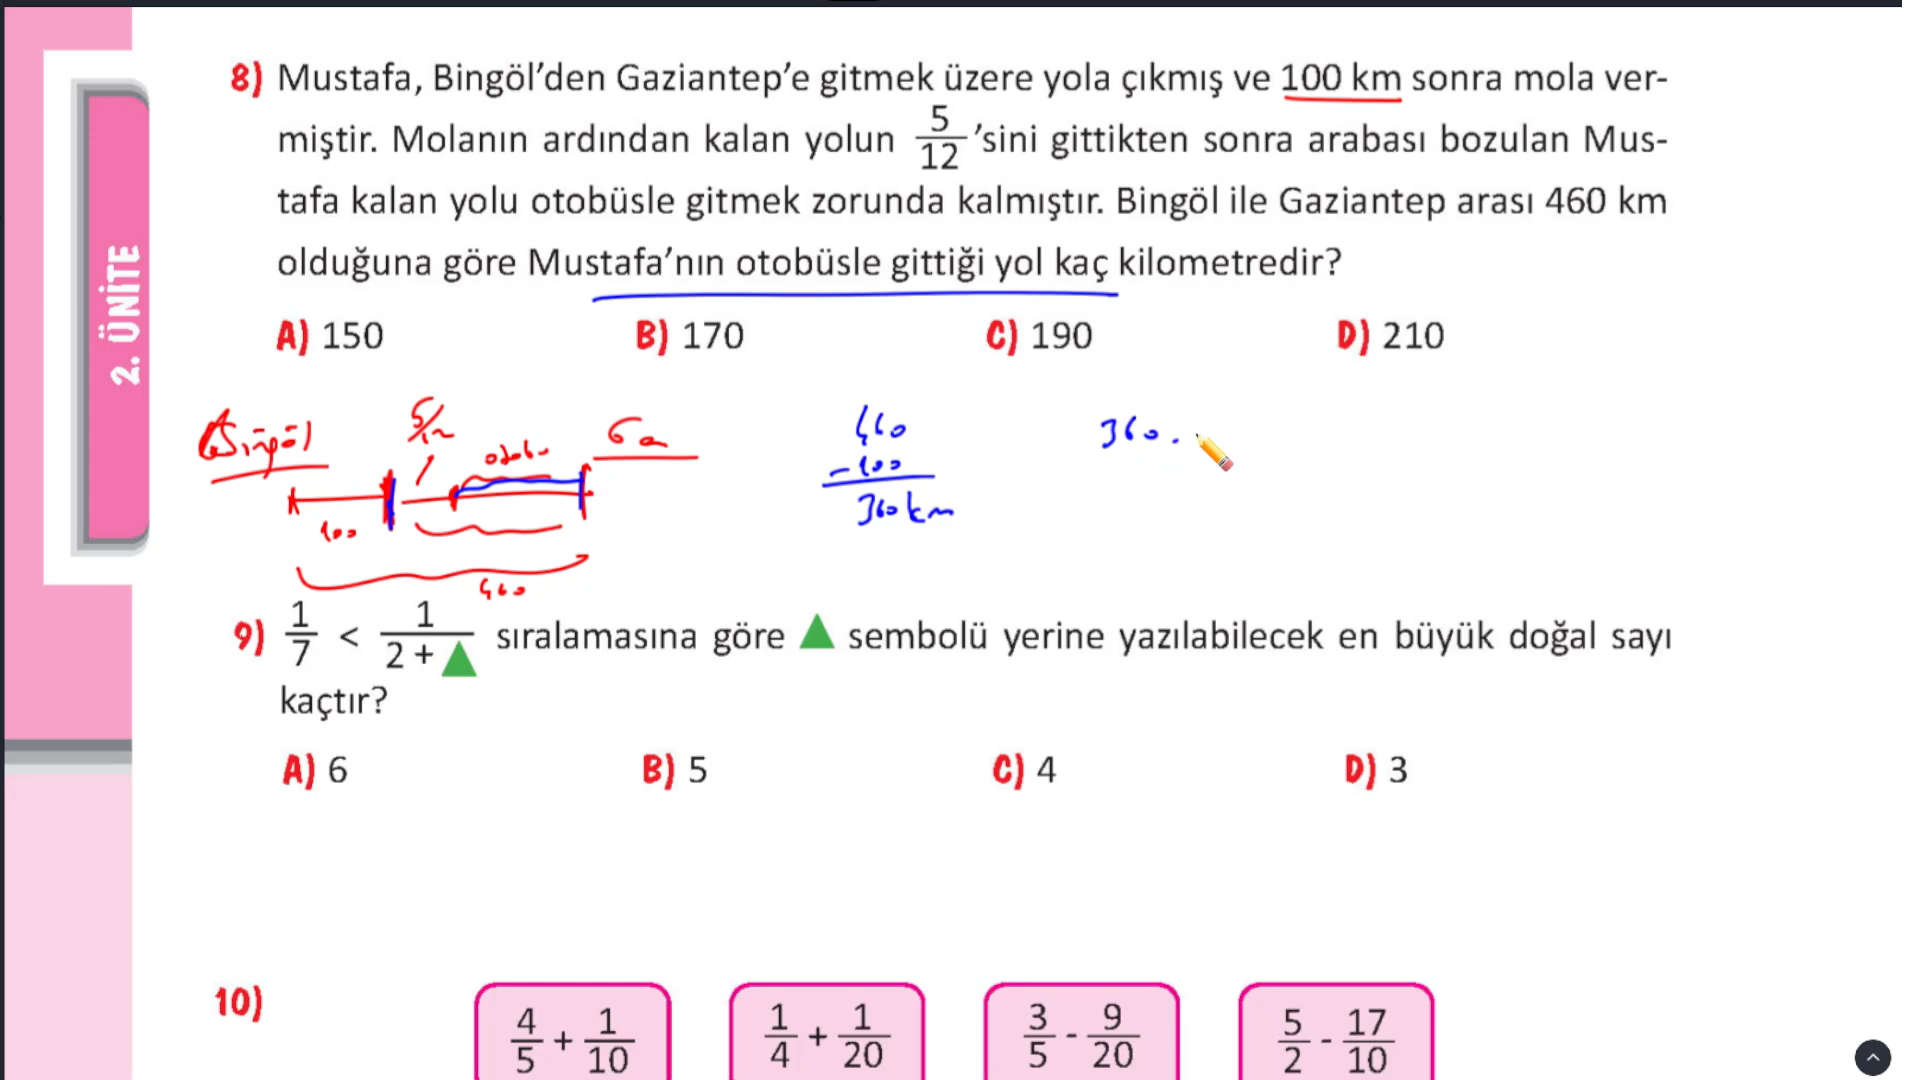 2. ÜNİTE
8) Mustafa, Bingöl’den Gaziantep’e gitmek üzere yola çıkmış ve 100 km sonra mola ver-
miştir. Molanın ardından kalan yolun 5/12 ’sini gittikten sonra arabası bozulan Mus-
tafa kalan yolu otobüsle gitmek zorunda kalmıştır. Bingöl ile Gaziantep arası 460 km
olduğuna göre Mustafa’nın otobüsle gittiği yol kaç kilometredir?
A) 150 B) 170 C) 190 D) 210
Bingöl 5/12 Ga
100
460
460
-100
360 km
360 .
9) 1/7 < 1/(2 + ▲) sıralamasına göre ▲ sembolü yerine yazılabilecek en büyük doğal sayı
kaçtır?
A) 6 B) 5 C) 4 D) 3
10)
4/5 + 1/10
1/4 + 1/20
3/5 - 9/20
5/2 - 17/10